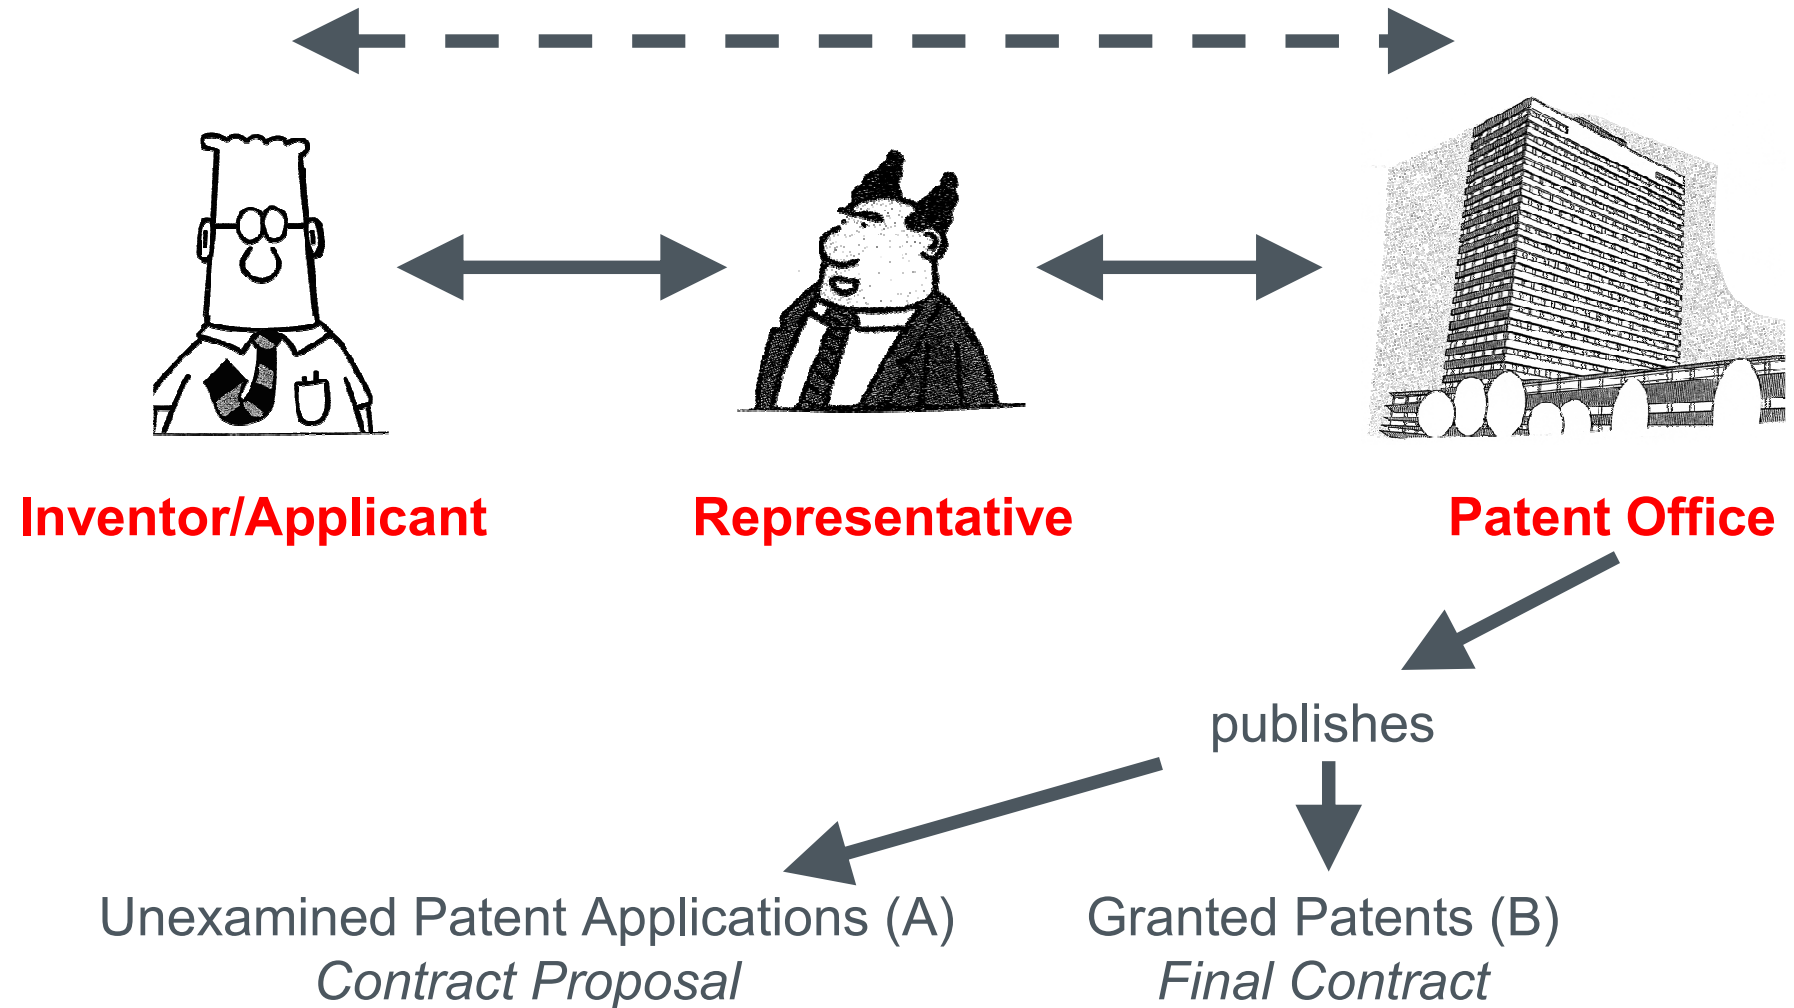 Inventor/Applicant
Representative
Patent Office
publishes
Unexamined Patent Applications (A)
Contract Proposal
Granted Patents (B)
Final Contract